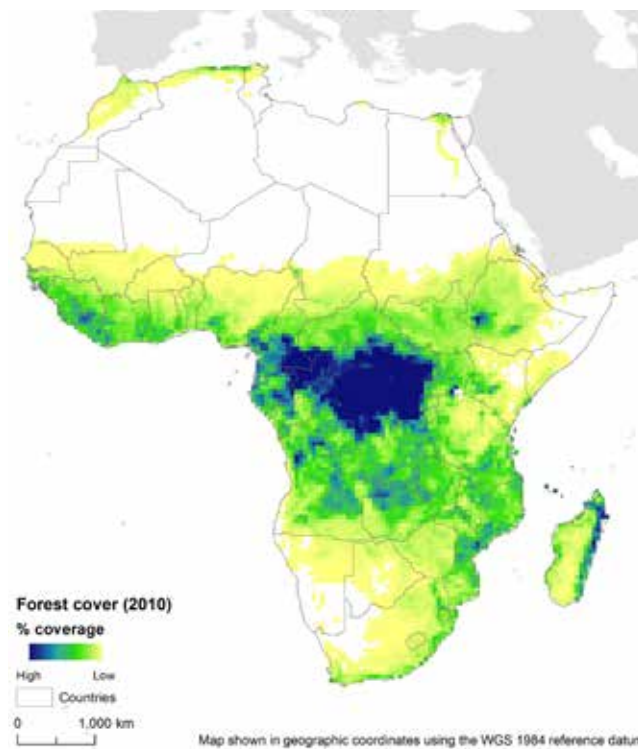 Forest cover (2010)
% coverage
High Low
Countries
0 1,000 km
Map shown in geographic coordinates using the WGS 1984 reference datum